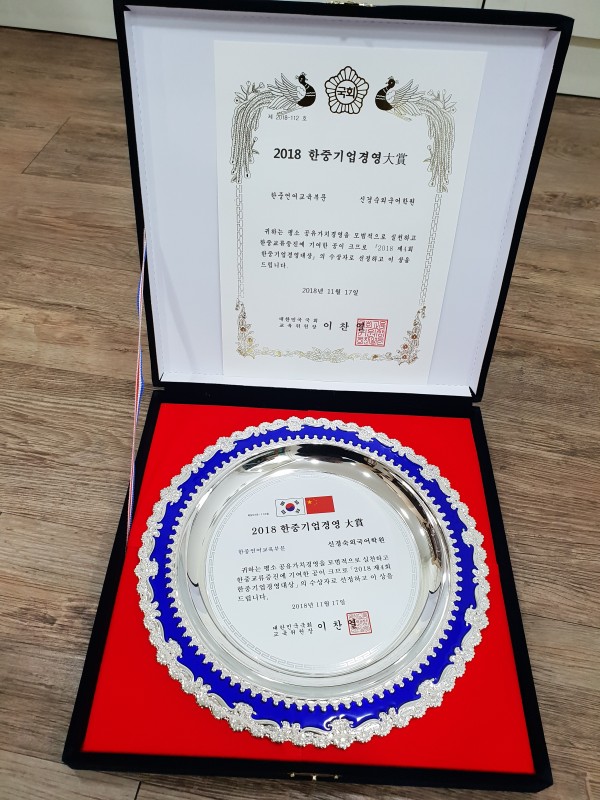 국회
제 2018-112 호
2018 한중기업경영大賞
한중언어교육부문 신경숙외국어학원
귀하는 평소 공유가치경영을 모범적으로 실천하고
한중교류증진에 기여한 공이 크므로 「2018 제4회
한중기업경영대상」의 수상자로 선정하고 이 상을
드립니다.
2018년 11월 17일
대한민국국회
교육위원장 이찬열
2018 한중기업경영 大賞
한중언어교육부문 신경숙외국어학원
귀하는 평소 공유가치경영을 모범적으로 실천하고
한중교류증진에 기여한 공이 크므로 「2018 제4회
한중기업경영대상」의 수상자로 선정하고 이 상을
드립니다.
2018년 11월 17일
대한민국국회
교육위원장 이찬열